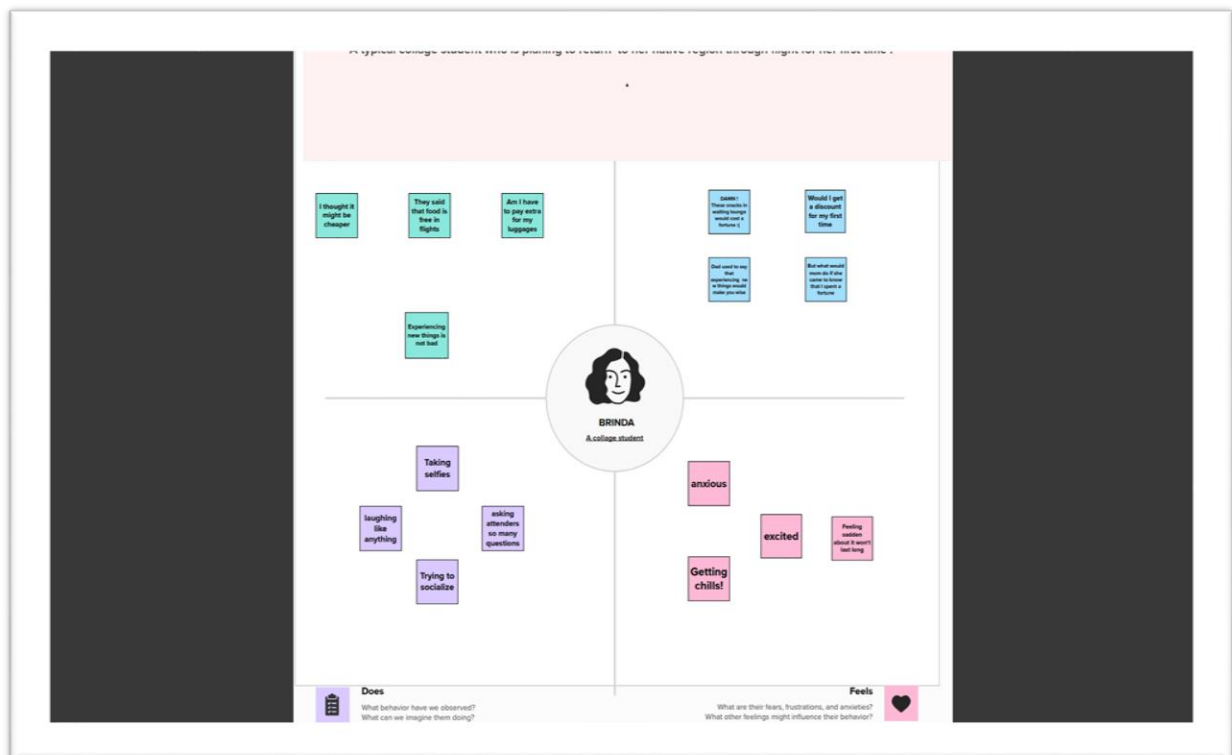 A typical collage student who is planing to return to her native region through flight for her first time .
.
I thought it
might be
cheaper
They said
that food is
free in
flights
Am I have
to pay extra
for my
luggages
Experiencing
new things is
not bad
DAMN !
These snacks in
waiting lounge
would cost a
fortune :(
Would I get
a discount
for my first
time
Dad used to say
that
experiencing ne
w things would
make you wise
But what would
mom do if she
came to know
that I spent a
fortune
BRINDA
A collage student
Taking
selfies
laughing
like
anything
asking
attenders
so many
questions
Trying to
socialize
anxious
excited
Feeling
sadden
about it won't
last long
Getting
chills!
Does
What behavior have we observed?
What can we imagine them doing?
Feels
What are their fears, frustrations, and anxieties?
What other feelings might influence their behavior?